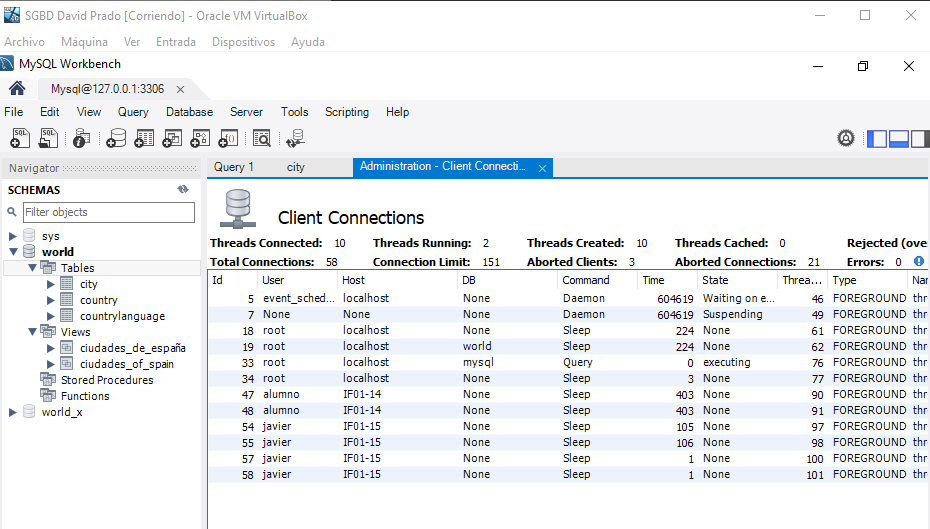 SGBD David Prado [Corriendo] - Oracle VM VirtualBox
Archivo Máquina Ver Entrada Dispositivos Ayuda
MySQL Workbench
Mysql@127.0.0.1:3306
File Edit View Query Database Server Tools Scripting Help
Navigator
Query 1 city Administration - Client Connecti...
SCHEMAS
Filter objects
sys
world
Tables
city
country
countrylanguage
Views
ciudades_de_españa
ciudades_of_spain
Stored Procedures
Functions
world_x
Client Connections
Threads Connected: 10 Threads Running: 2 Threads Created: 10 Threads Cached: 0 Rejected (ove
Total Connections: 58 Connection Limit: 151 Aborted Clients: 3 Aborted Connections: 21 Errors: 0
Id User Host DB Command Time State Threa... Type Nar
5 event_sched... localhost None Daemon 604619 Waiting on e... 46 FOREGROUND thr
7 None None None Daemon 604619 Suspending 49 FOREGROUND thr
18 root localhost None Sleep 224 None 61 FOREGROUND thr
19 root localhost world Sleep 224 None 62 FOREGROUND thr
33 root localhost mysql Query 0 executing 76 FOREGROUND thr
34 root localhost None Sleep 3 None 77 FOREGROUND thr
47 alumno IF01-14 None Sleep 403 None 90 FOREGROUND thr
48 alumno IF01-14 None Sleep 403 None 91 FOREGROUND thr
54 javier IF01-15 None Sleep 105 None 97 FOREGROUND thr
55 javier IF01-15 None Sleep 106 None 98 FOREGROUND thr
57 javier IF01-15 None Sleep 1 None 100 FOREGROUND thr
58 javier IF01-15 None Sleep 1 None 101 FOREGROUND thr